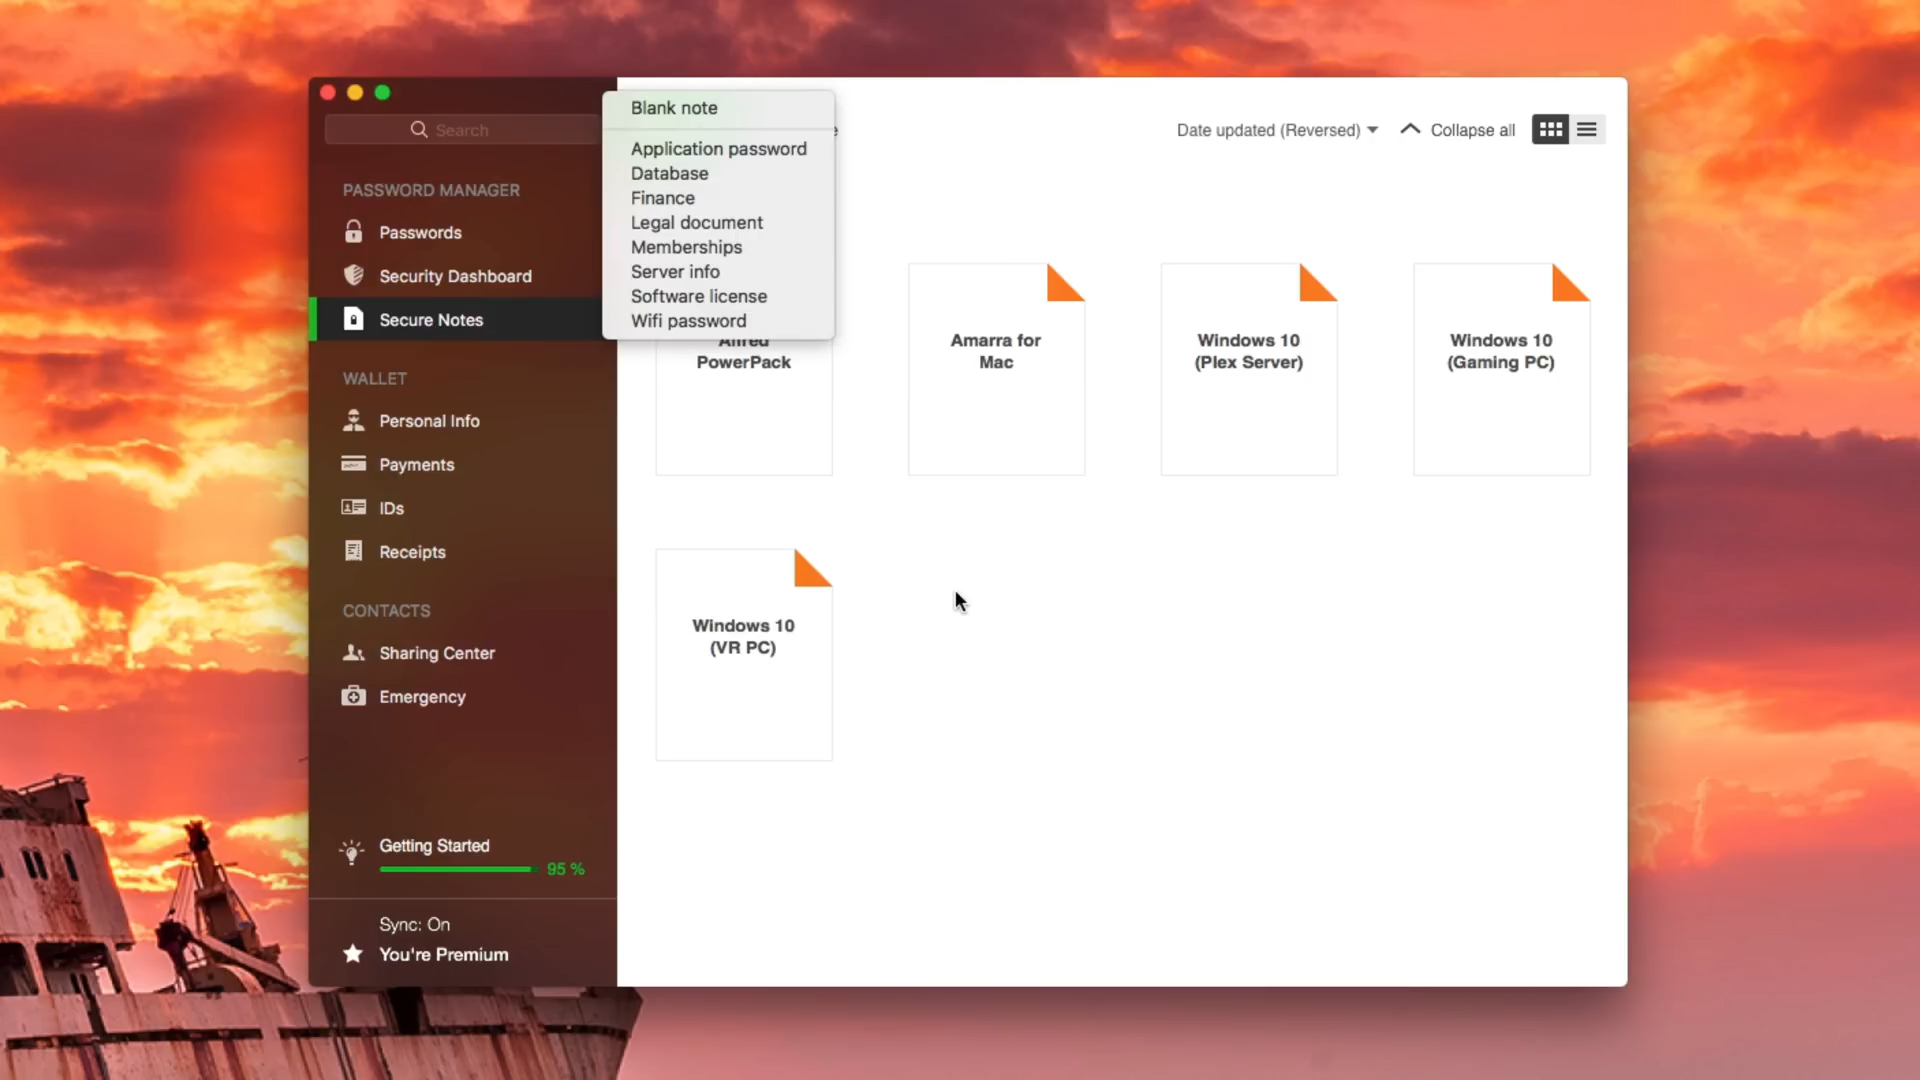 Search
PASSWORD MANAGER
Passwords
Security Dashboard
Secure Notes
WALLET
Personal Info
Payments
IDs
Receipts
CONTACTS
Sharing Center
Emergency
Getting Started
95 %
Sync: On
You're Premium
Blank note
Application password
Database
Finance
Legal document
Memberships
Server info
Software license
Wifi password
Date updated (Reversed)
Collapse all
Alfred
PowerPack
Amarra for
Mac
Windows 10
(Plex Server)
Windows 10
(Gaming PC)
Windows 10
(VR PC)